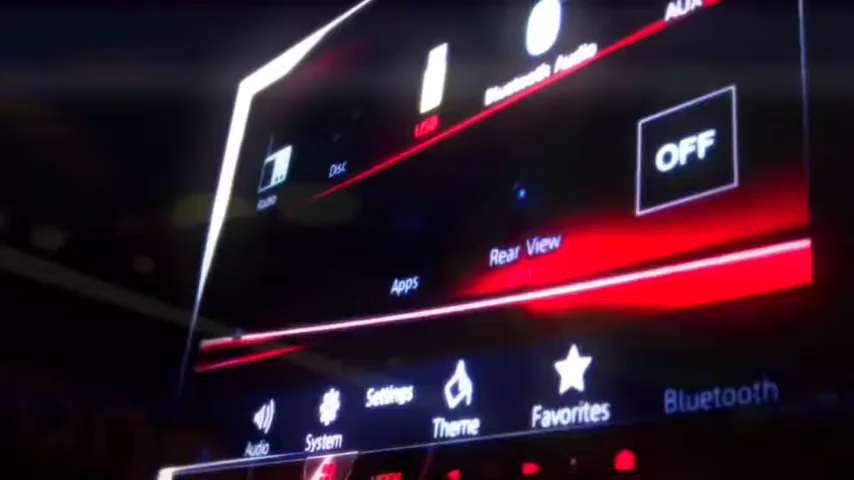 AUX
Bluetooth Audio
USB
Disc
Radio
OFF
Rear View
Apps
Settings
Audio
System
Theme
Favorites
Bluetooth